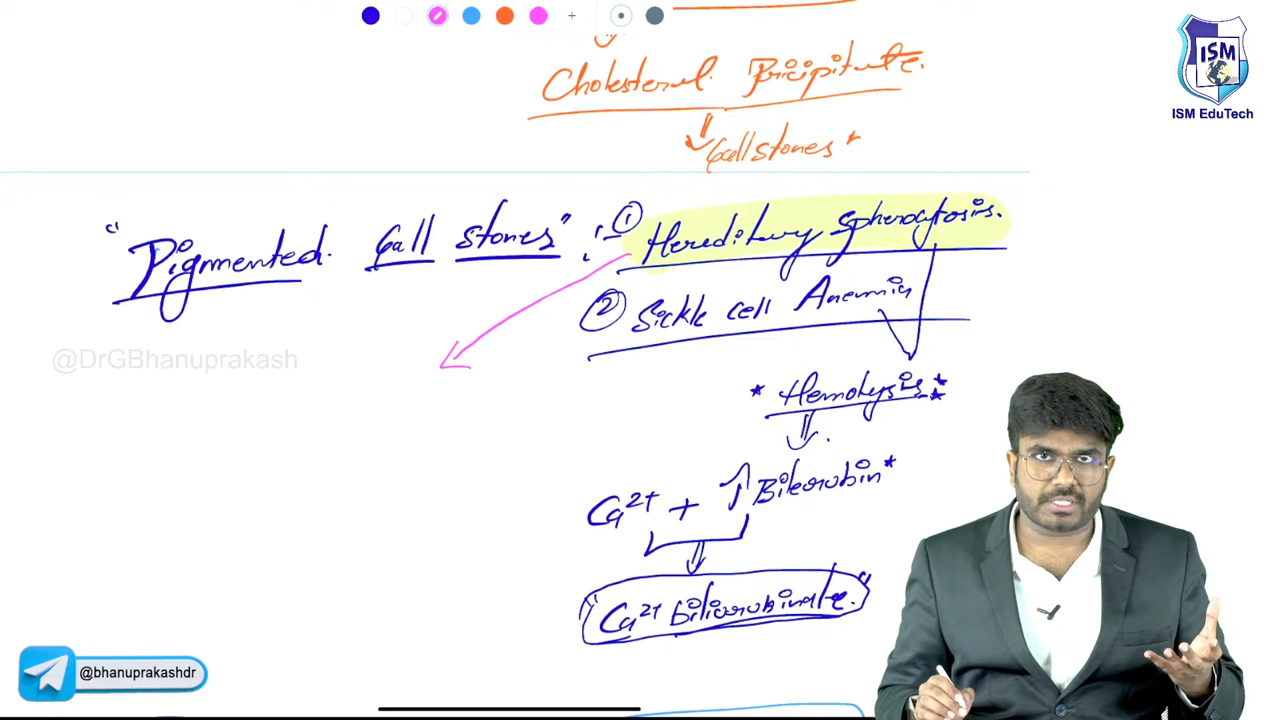 Cholesterol Pricipitate.
Gallstones *
ISM
ISM EduTech
"Pigmented Gall stones" :- ① Hereditary Spherocytosis.
② Sickle cell Anemia
@DrGBhanuprakash
* Hemolysis **
Ca2+ + ↑ Bilirubin *
"Ca2+ bilirubinate."
@bhanuprakashdr